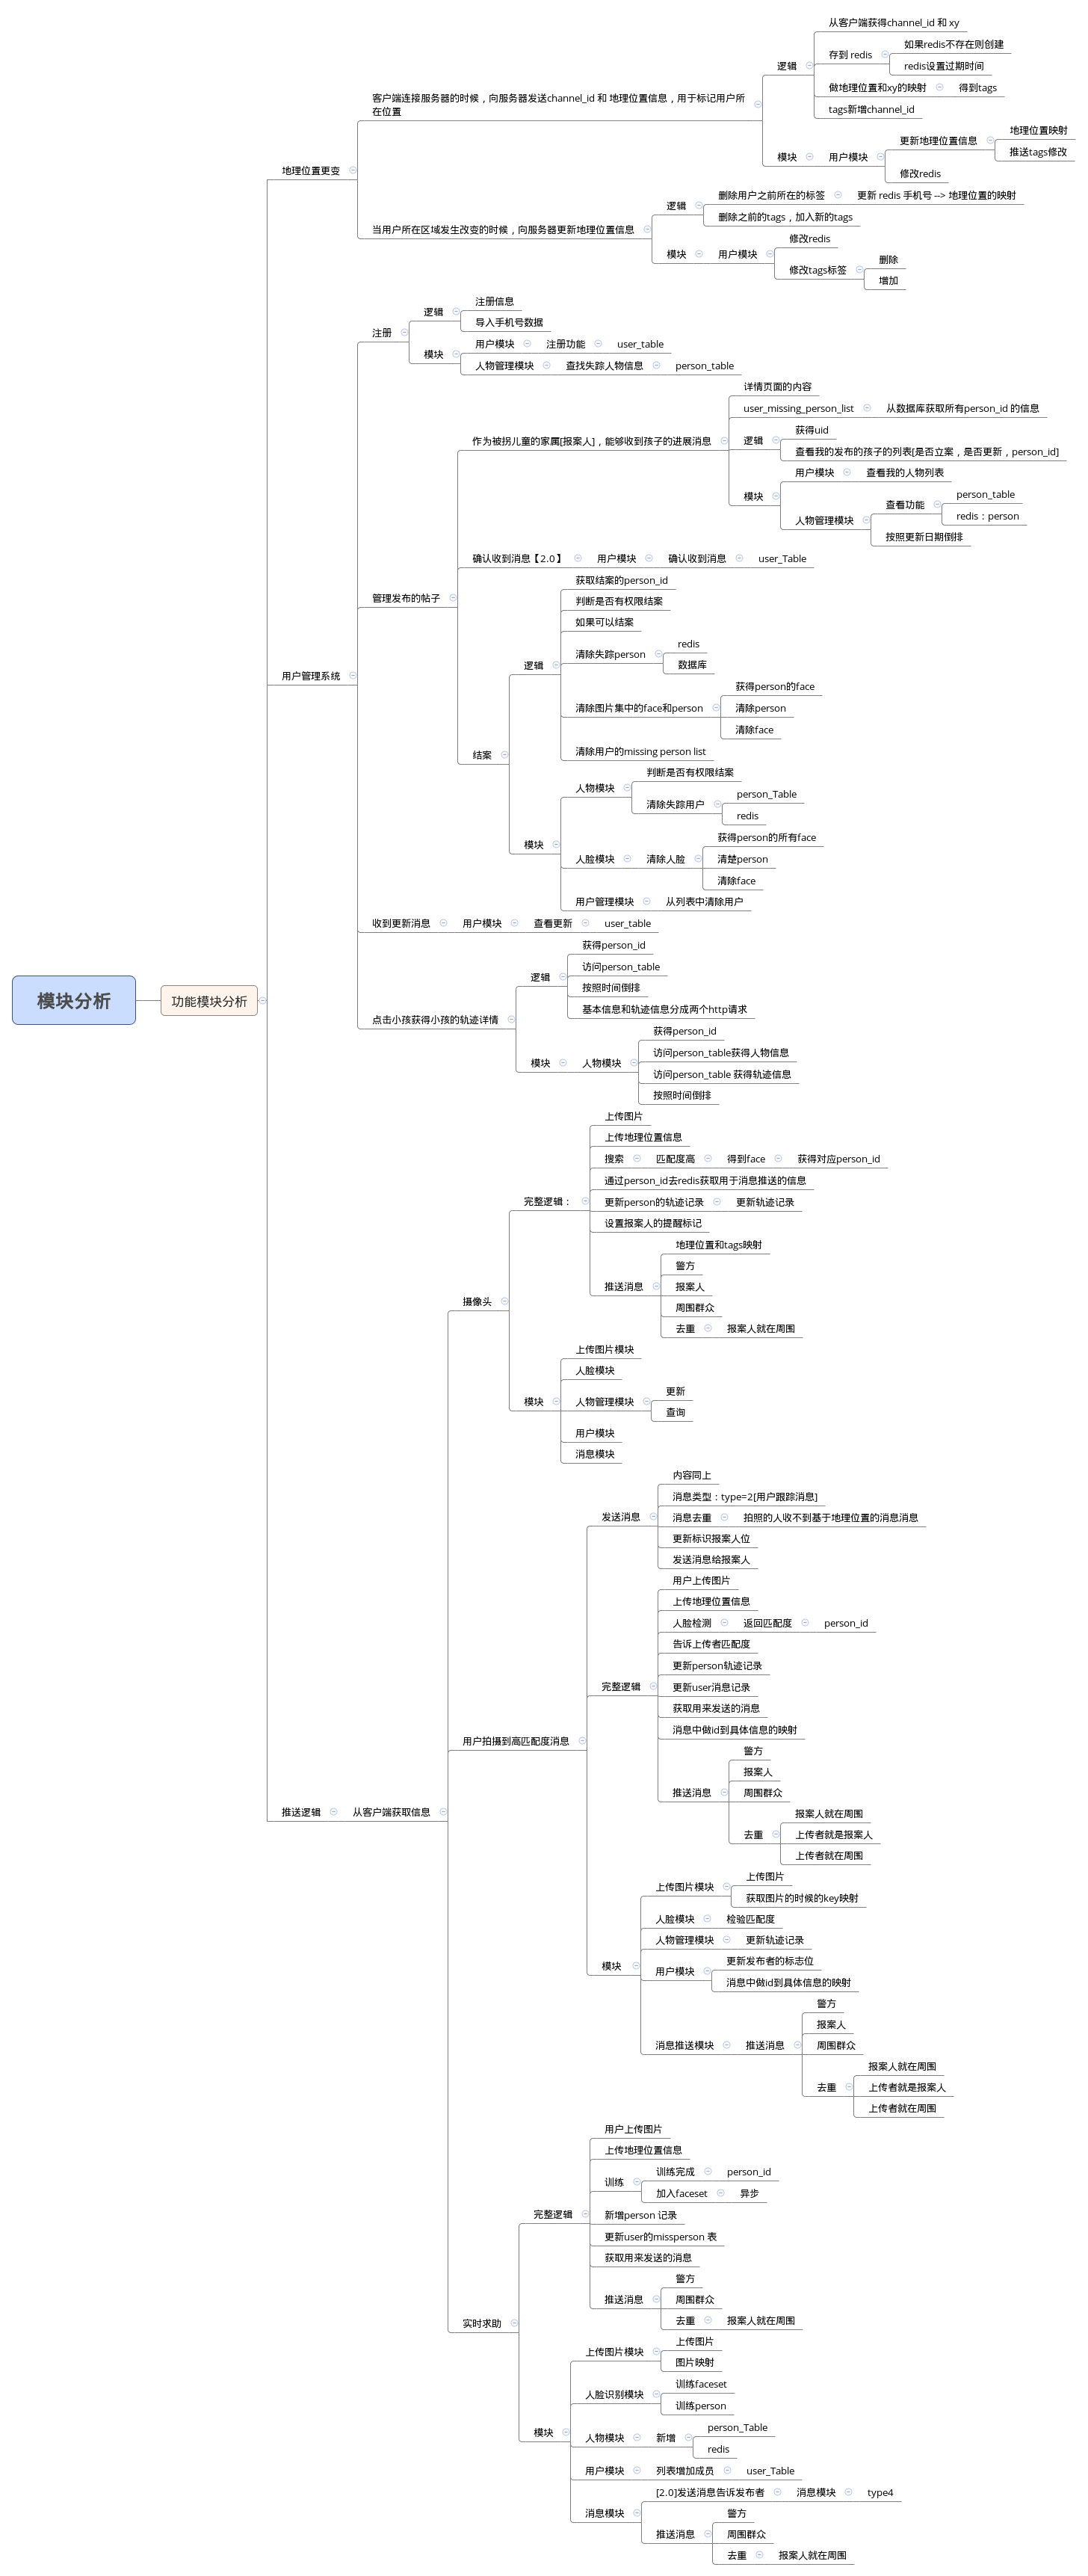 从客户端获得channel_id 和 xy
如果redis不存在则创建
存到 redis
redis设置过期时间
逻辑
做地理位置和xy的映射
得到tags
客户端连接服务器的时候，向服务器发送channel_id 和 地理位置信息，用于标记用户所
在位置
tags新增channel_id
地理位置映射
更新地理位置信息
推送tags修改
模块
用户模块
修改redis
地理位置更变
删除用户之前所在的标签
更新 redis 手机号 --> 地理位置的映射
逻辑
删除之前的tags，加入新的tags
当用户所在区域发生改变的时候，向服务器更新地理位置信息
修改redis
模块
用户模块
删除
修改tags标签
增加
注册信息
逻辑
导入手机号数据
注册
用户模块
注册功能
user_table
模块
人物管理模块
查找失踪人物信息
person_table
详情页面的内容
user_missing_person_list
从数据库获取所有person_id 的信息
获得uid
作为被拐儿童的家属[报案人]，能够收到孩子的进展消息
逻辑
查看我的发布的孩子的列表[是否立案，是否更新，person_id]
用户模块
查看我的人物列表
模块
person_table
查看功能
redis：person
人物管理模块
按照更新日期倒排
确认收到消息【2.0】
用户模块
确认收到消息
user_Table
管理发布的帖子
获取结案的person_id
判断是否有权限结案
如果可以结案
redis
清除失踪person
数据库
逻辑
用户管理系统
获得person的face
清除图片集中的face和person
清除person
清除face
结案
清除用户的missing person list
判断是否有权限结案
人物模块
person_Table
清除失踪用户
redis
获得person的所有face
模块
人脸模块
清除人脸
清楚person
清除face
用户管理模块
从列表中清除用户
收到更新消息
用户模块
查看更新
user_table
获得person_id
访问person_table
逻辑
按照时间倒排
基本信息和轨迹信息分成两个http请求
点击小孩获得小孩的轨迹详情
获得person_id
访问person_table获得人物信息
模块
人物模块
访问person_table 获得轨迹信息
按照时间倒排
模块分析
功能模块分析
上传图片
上传地理位置信息
搜索
匹配度高
得到face
获得对应person_id
通过person_id去redis获取用于消息推送的信息
完整逻辑：
更新person的轨迹记录
更新轨迹记录
设置报案人的提醒标记
地理位置和tags映射
警方
推送消息
报案人
周围群众
去重
报案人就在周围
摄像头
上传图片模块
人脸模块
更新
模块
人物管理模块
查询
用户模块
消息模块
内容同上
消息类型：type=2[用户跟踪消息]
发送消息
消息去重
拍照的人收不到基于地理位置的消息消息
更新标识报案人位
发送消息给报案人
用户上传图片
上传地理位置信息
人脸检测
返回匹配度
person_id
告诉上传者匹配度
更新person轨迹记录
完整逻辑
更新user消息记录
获取用来发送的消息
消息中做id到具体信息的映射
用户拍摄到高匹配度消息
警方
报案人
推送消息
周围群众
报案人就在周围
去重
上传者就是报案人
上传者就在周围
推送逻辑
从客户端获取信息
上传图片
上传图片模块
获取图片的时候的key映射
人脸模块
检验匹配度
人物管理模块
更新轨迹记录
模块
更新发布者的标志位
用户模块
消息中做id到具体信息的映射
警方
报案人
消息推送模块
推送消息
周围群众
报案人就在周围
去重
上传者就是报案人
上传者就在周围
用户上传图片
上传地理位置信息
训练完成
person_id
训练
加入faceset
异步
完整逻辑
新增person 记录
更新user的missperson 表
获取用来发送的消息
警方
推送消息
周围群众
去重
报案人就在周围
实时求助
上传图片
上传图片模块
图片映射
训练faceset
人脸识别模块
训练person
模块
person_Table
人物模块
新增
redis
用户模块
列表增加成员
user_Table
[2.0]发送消息告诉发布者
消息模块
type4
消息模块
警方
推送消息
周围群众
去重
报案人就在周围